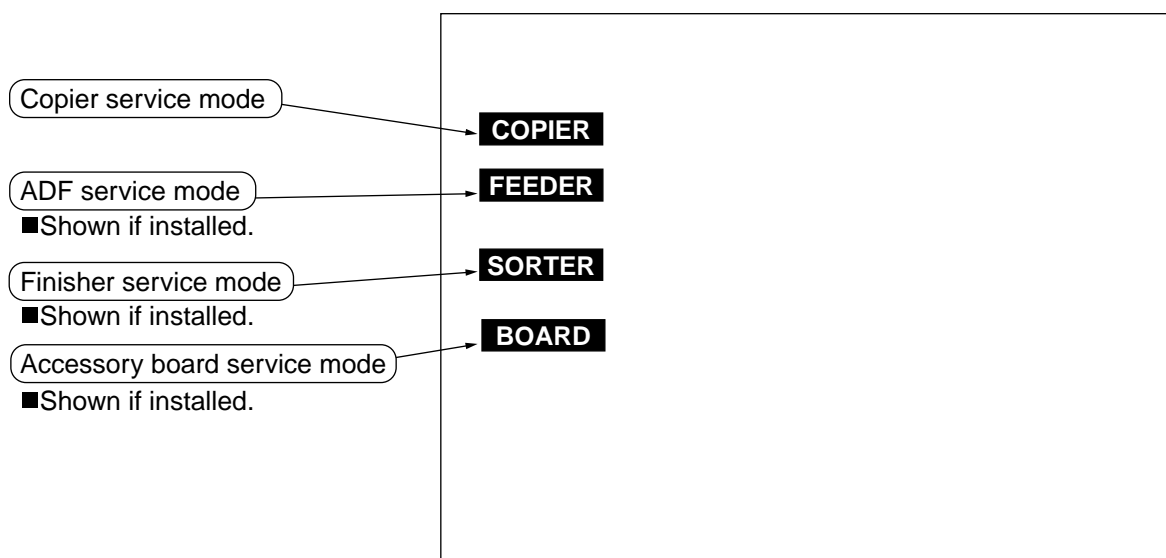 Copier service mode
COPIER
ADF service mode
■Shown if installed.
FEEDER
Finisher service mode
■Shown if installed.
SORTER
Accessory board service mode
■Shown if installed.
BOARD